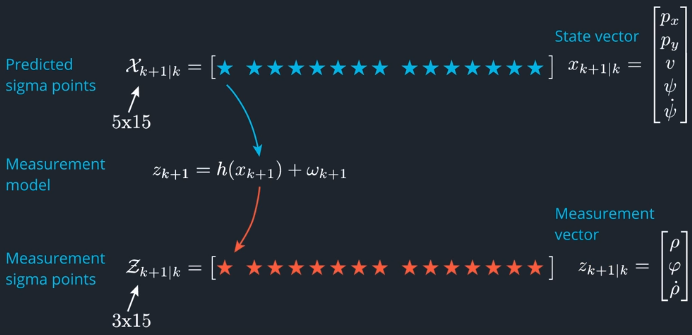 State vector
Predicted sigma points
𝒳ₖ₊₁|ₖ = [★ ★★★★★★★ ★★★★★★★] xₖ₊₁|ₖ = [pₓ p_y v ψ ψ̇]
5x15
Measurement model
zₖ₊₁ = h(xₖ₊₁) + ωₖ₊₁
Measurement vector
Measurement sigma points
𝒵ₖ₊₁|ₖ = [★ ★★★★★★★ ★★★★★★★] zₖ₊₁|ₖ = [ρ φ ρ̇]
3x15